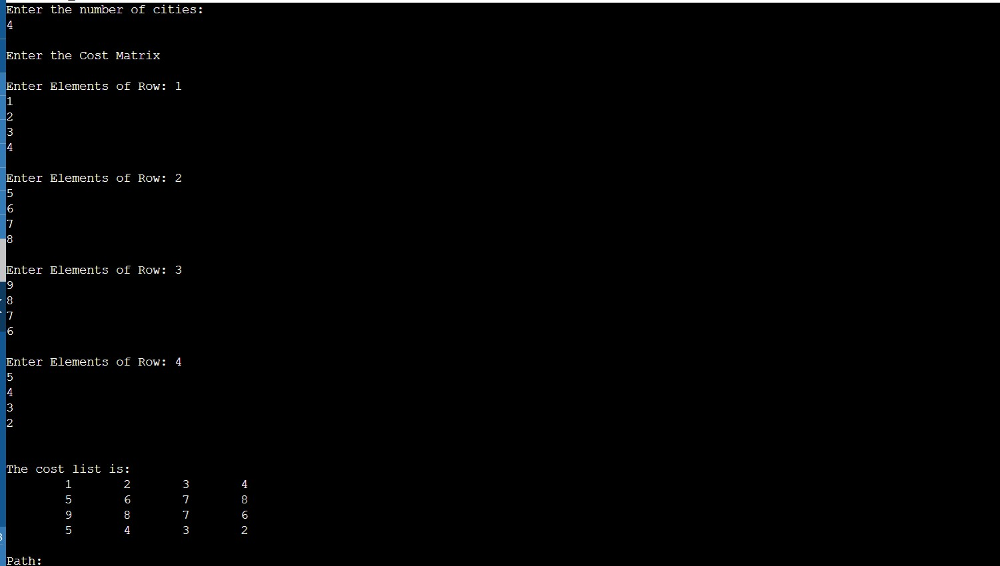 Enter the number of cities:
4
Enter the Cost Matrix
Enter Elements of Row: 1
1
2
3
4
Enter Elements of Row: 2
5
6
7
8
Enter Elements of Row: 3
9
8
7
6
Enter Elements of Row: 4
5
4
3
2
The cost list is:
1 2 3 4
5 6 7 8
9 8 7 6
5 4 3 2
Path: